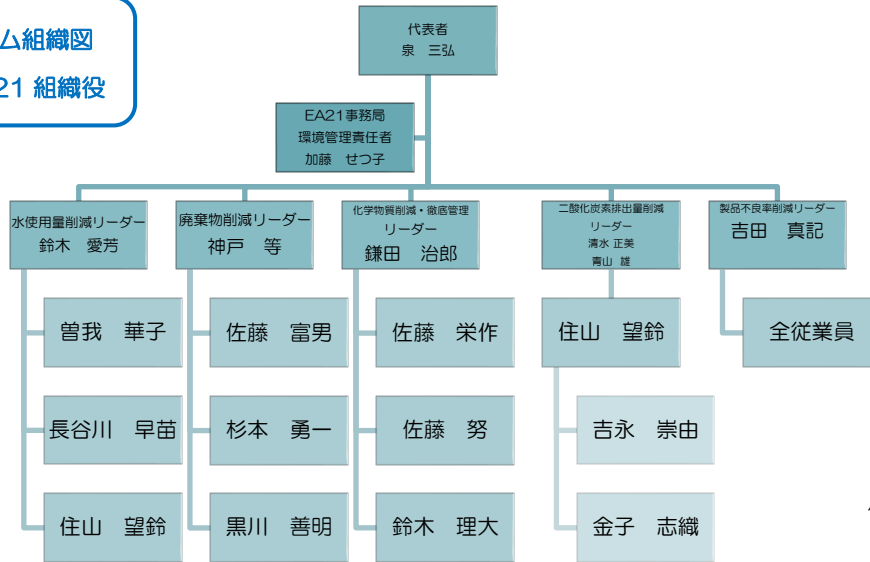 ム組織図
21 組織役
代表者
泉 三弘
EA21事務局
環境管理責任者
加藤 せつ子
水使用量削減リーダー
鈴木 愛芳
廃棄物削減リーダー
神戸 等
化学物質削減・徹底管理
リーダー
鎌田 治郎
二酸化炭素排出量削減
リーダー
清水 正美
青山 雄
製品不良率削減リーダー
吉田 真記
曽我 華子
佐藤 富男
佐藤 栄作
住山 望鈴
全従業員
長谷川 早苗
杉本 勇一
佐藤 努
吉永 崇由
住山 望鈴
黒川 善明
鈴木 理大
金子 志織